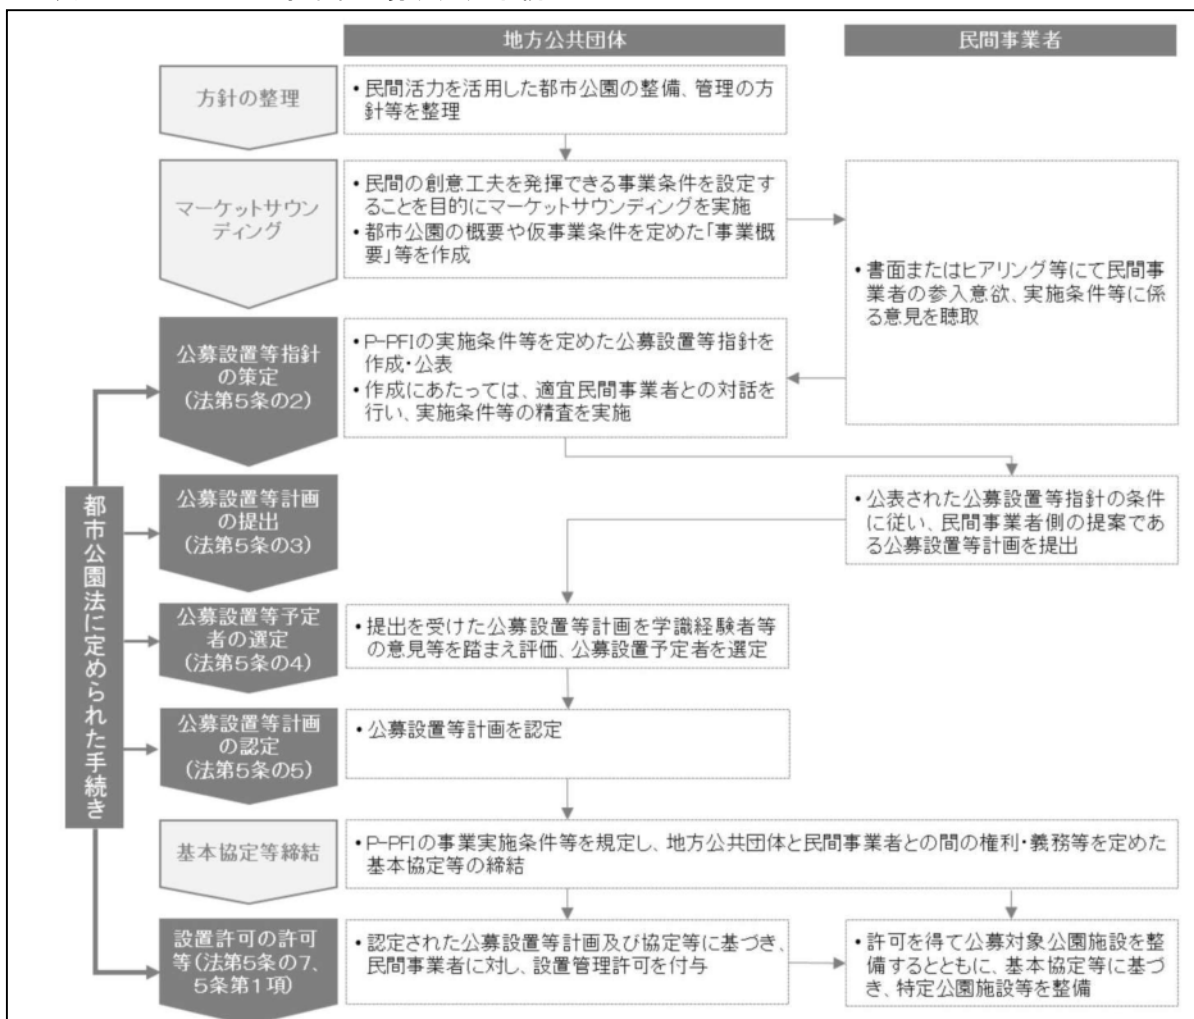 地方公共団体
民間事業者
方針の整理
・民間活力を活用した都市公園の整備、管理の方
針等を整理
マーケットサウン
ディング
・民間の創意工夫を発揮できる事業条件を設定す
ることを目的にマーケットサウンディングを実施
・都市公園の概要や仮事業条件を定めた「事業概
要」等を作成
・書面またはヒアリング等にて民間事
業者の参入意欲、実施条件等に係
る意見を聴取
公募設置等指針
の策定
(法第5条の2)
・P-PFIの実施条件等を定めた公募設置等指針を
作成・公表
・作成にあたっては、適宜民間事業者との対話を
行い、実施条件等の精査を実施
都市公園法に定められた手続き
公募設置等計画
の提出
(法第5条の3)
・公表された公募設置等指針の条件
に従い、民間事業者側の提案であ
る公募設置等計画を提出
公募設置等予定
者の選定
(法第5条の4)
・提出を受けた公募設置等計画を学識経験者等
の意見等を踏まえ評価、公募設置予定者を選定
公募設置等計画
の認定
(法第5条の5)
・公募設置等計画を認定
基本協定等締結
・P-PFIの事業実施条件等を規定し、地方公共団体と民間事業者との間の権利・義務等を定めた
基本協定等の締結
設置許可の許可
等(法第5条の7、
5条第1項)
・認定された公募設置等計画及び協定等に基づき、
民間事業者に対し、設置管理許可を付与
・許可を得て公募対象公園施設を整
備するとともに、基本協定等に基づ
き、特定公園施設等を整備